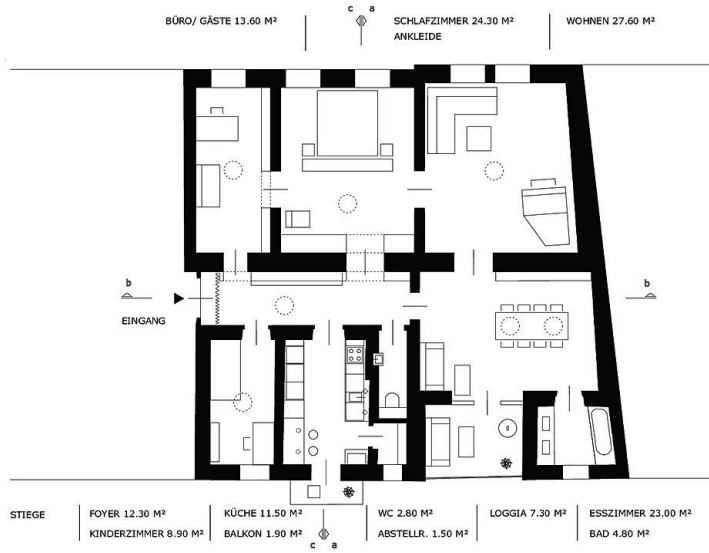 c a
BÜRO/ GÄSTE 13.60 M² SCHLAFZIMMER 24.30 M² WOHNEN 27.60 M²
ANKLEIDE
b b
EINGANG
STIEGE FOYER 12.30 M² KÜCHE 11.50 M² WC 2.80 M² LOGGIA 7.30 M² ESSZIMMER 23.00 M²
KINDERZIMMER 8.90 M² BALKON 1.90 M² ABSTELLR. 1.50 M² BAD 4.80 M²
c a